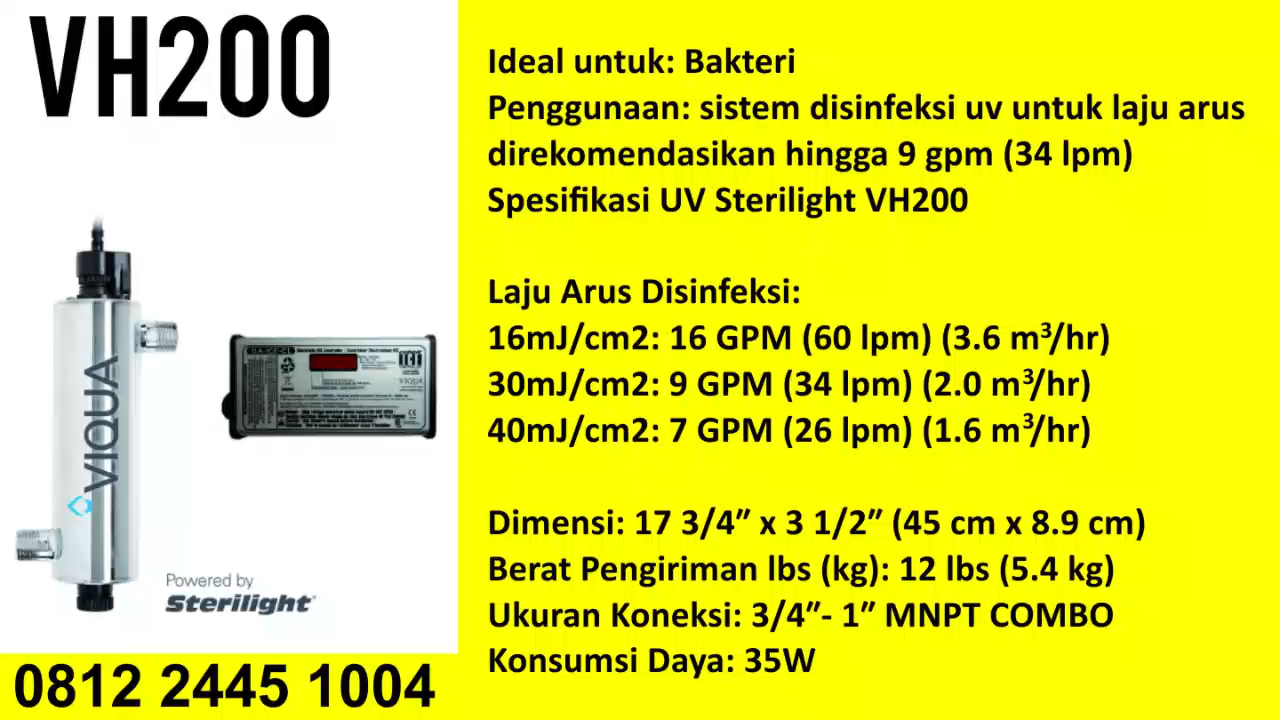 VH200
Ideal untuk: Bakteri
Penggunaan: sistem disinfeksi uv untuk laju arus
direkomendasikan hingga 9 gpm (34 lpm)
Spesifikasi UV Sterilight VH200
Laju Arus Disinfeksi:
16mJ/cm2: 16 GPM (60 lpm) (3.6 m³/hr)
30mJ/cm2: 9 GPM (34 lpm) (2.0 m³/hr)
40mJ/cm2: 7 GPM (26 lpm) (1.6 m³/hr)
Dimensi: 17 3/4” x 3 1/2” (45 cm x 8.9 cm)
Berat Pengiriman lbs (kg): 12 lbs (5.4 kg)
Ukuran Koneksi: 3/4”- 1” MNPT COMBO
Konsumsi Daya: 35W
VIQUA
ICE
VIQUA
Powered by
Sterilight
0812 2445 1004